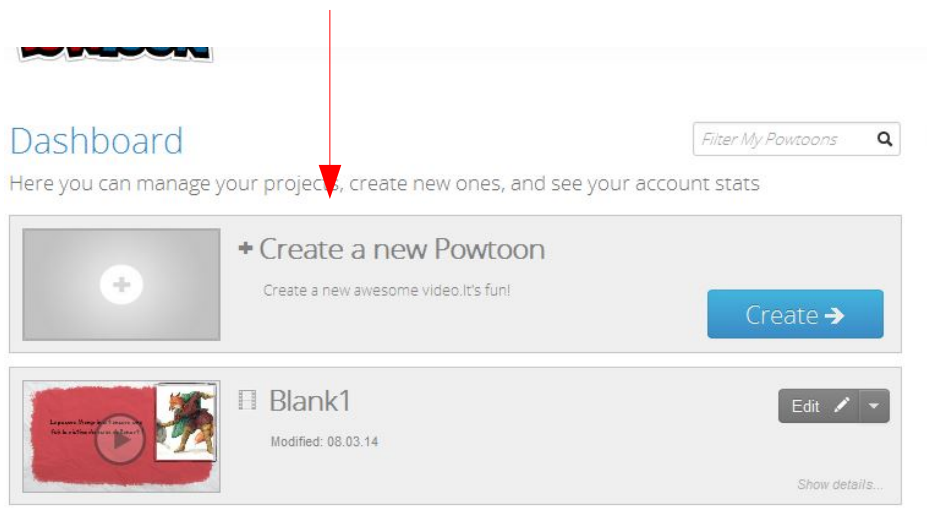 POWTOON
Dashboard
Filter My Powtoons
Here you can manage your projects, create new ones, and see your account stats
Create a new Powtoon
Create a new awesome video.It's fun!
Create
Blank1
Edit
Modified: 08.03.14
Show details...